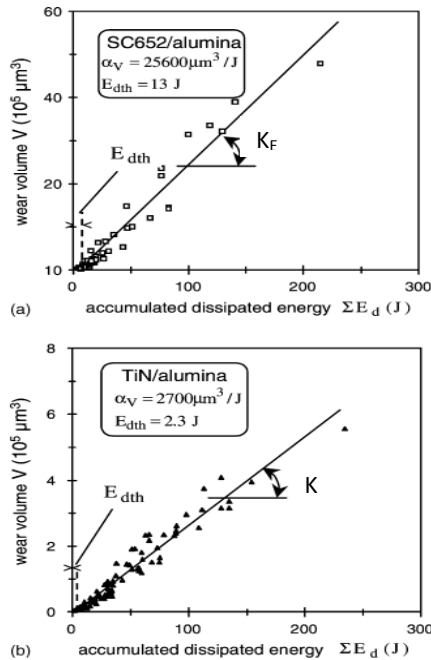 60
SC652/alumina
αV = 25600μm³/J
Edth = 13 J
40
Edth
KF
20
10
0
100
200
300
wear volume V (10⁵ μm³)
(a)
accumulated dissipated energy ΣEd (J)
8
TiN/alumina
αV = 2700μm³/J
Edth = 2.3 J
6
Edth
4
K
2
0
0
100
200
300
wear volume V (10⁵ μm³)
(b)
accumulated dissipated energy ΣEd (J)